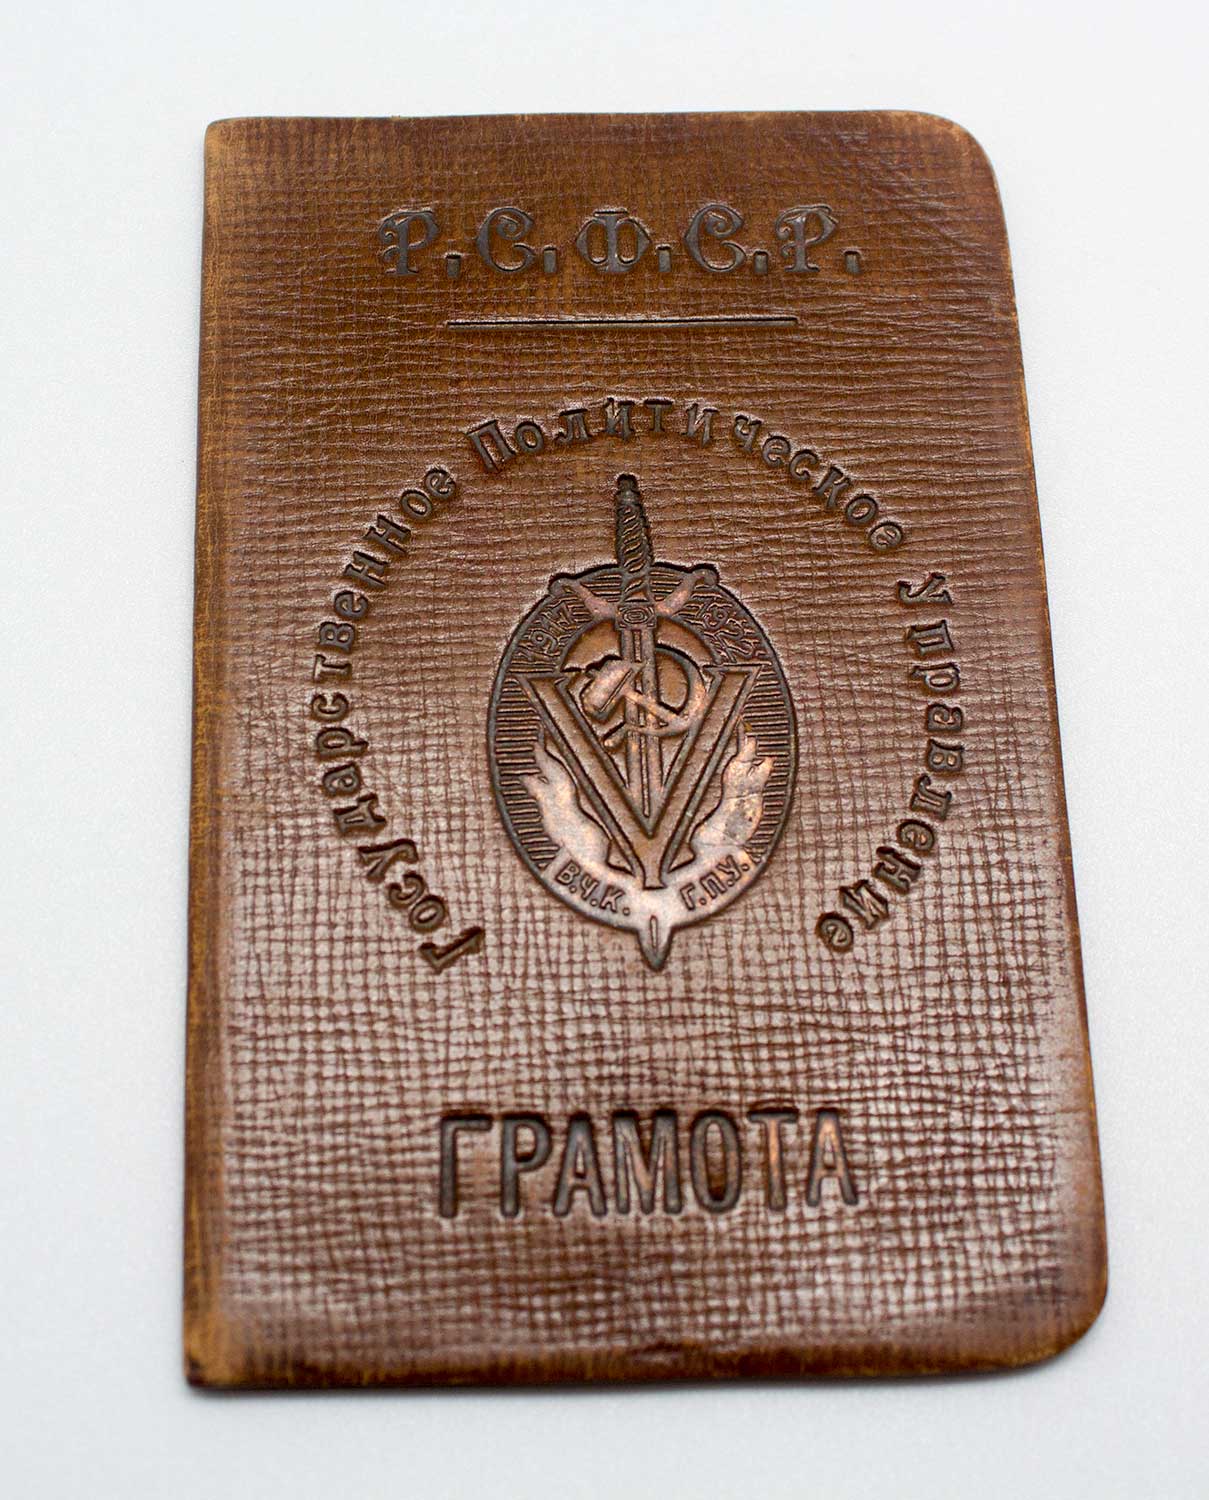 Р.С.Ф.С.Р.
Государственное Политическое Управление
1917 1922
В.Ч.К. Г.П.У.
ГРАМОТА